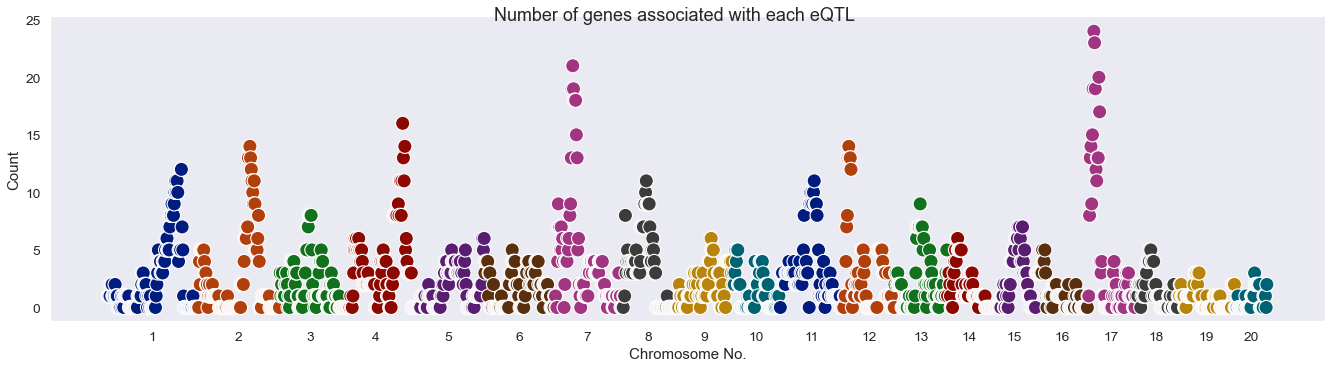 Number of genes associated with each eQTL
25
20
15
10
5
0
Count
1 2 3 4 5 6 7 8 9 10 11 12 13 14 15 16 17 18 19 20
Chromosome No.